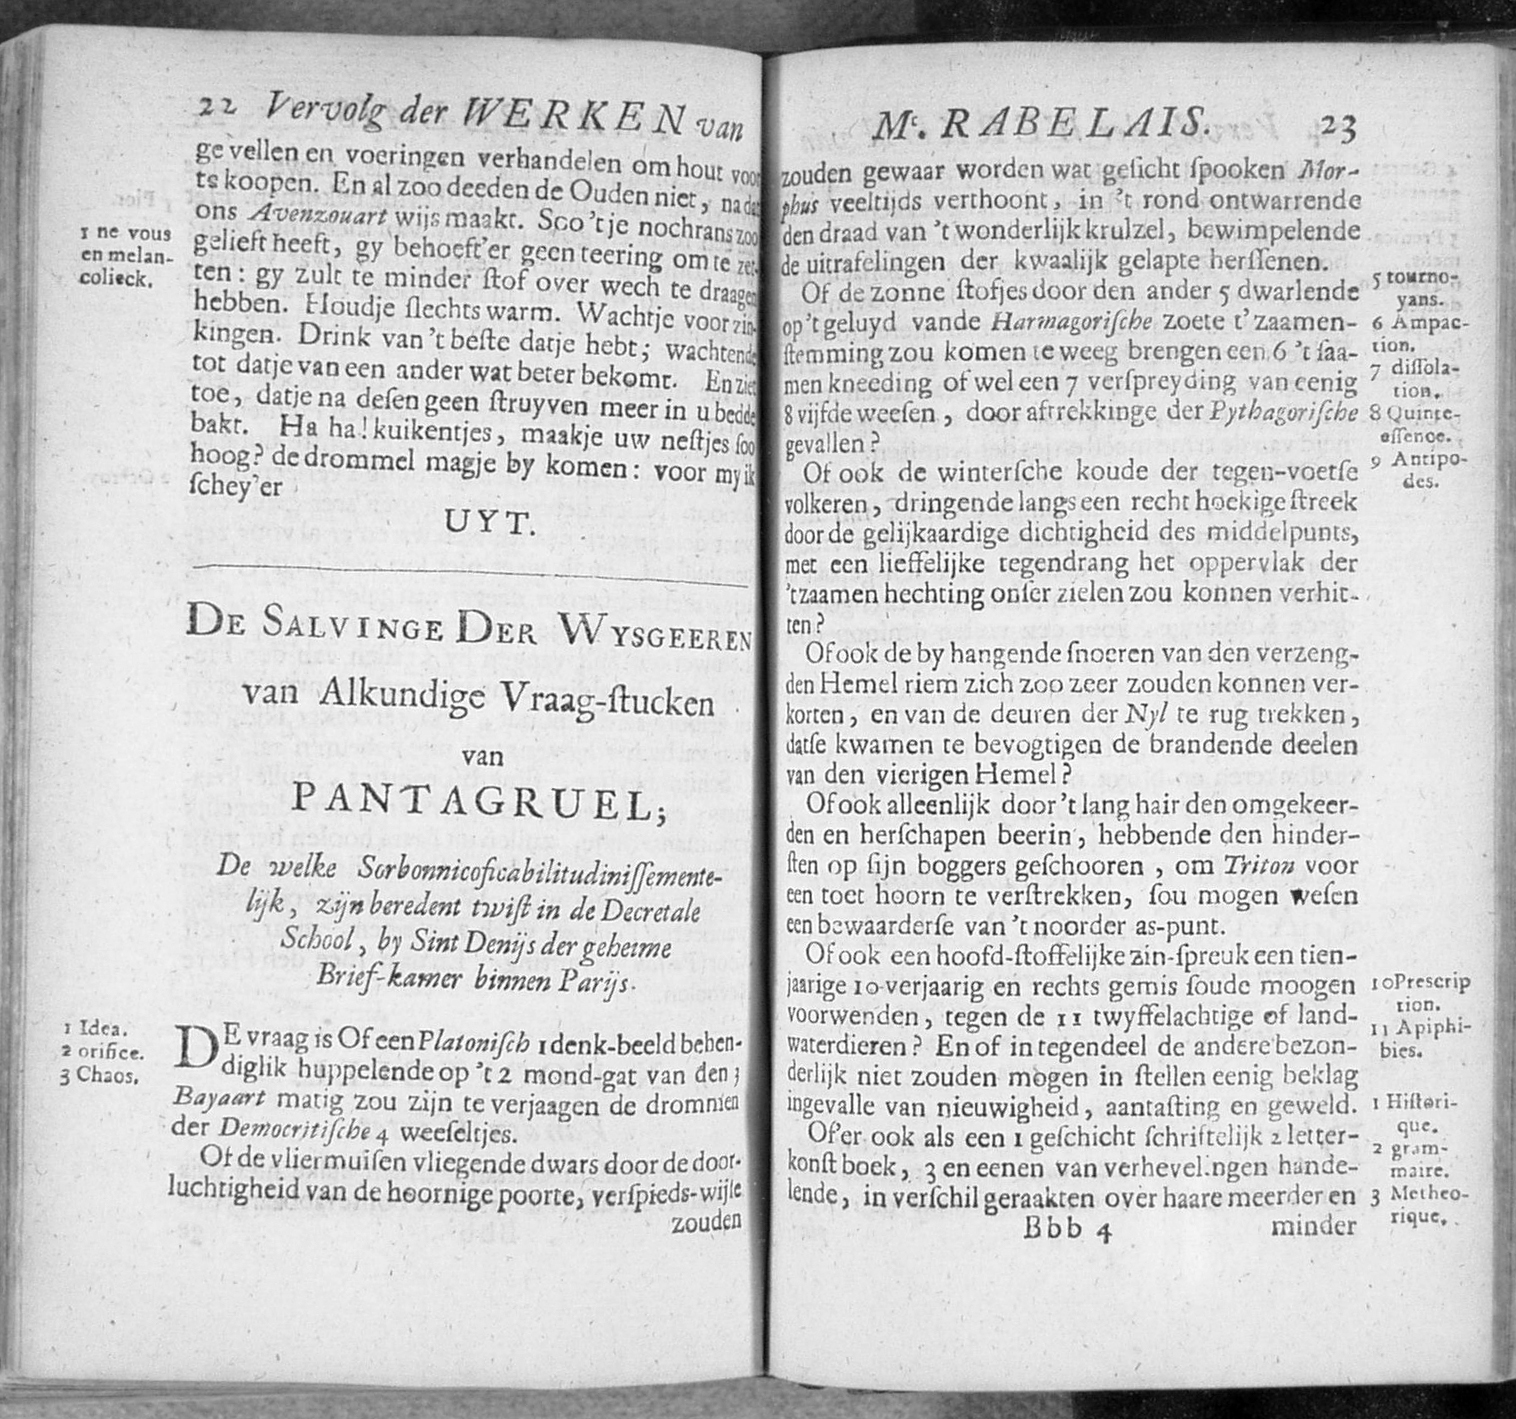 22 Vervolg der WERKEN van
ge vellen en voeringen verhandelen om hout voor
te koopen. En al zoo deeden de Ouden niet, na dat
ons Avenzouart wijs maakt. Soo 't je noch rans zoo
1 ne vous
en melan-
colieck.
gelieft heeft, gy behoeft'er geen teering om te zet-
ten: gy zult te minder ſtof over wech te draagen
hebben. Houdje ſlechts warm. Wachtje voor zin-
kingen. Drink van 't beſte datje hebt; wachtende
tot datje van een ander wat beter bekomt. En ziet
toe, datje na deſen geen ſtruyven meer in u bedde
bakt. Ha ha! kuikentjes, maakje uw neſtjes ſoo
hoog? de drommel magje by komen: voor my ik
ſchey'er
UYT.
DE SALVINGE DER WYSGEEREN
van Alkundige Vraag-ſtucken
van
PANTAGRUEL;
De welke Sorbonnicoficabilitudiniſſemente-
lijk, zijn beredent twiſt in de Decretale
School, by Sint Denijs der geheime
Brief-kamer binnen Parijs.
1 Idea.
2 orifice.
3 Chaos.
DE vraag is Of een Platoniſch 1 denk-beeld behen-
diglik huppelende op 't 2 mond-gat van den 3
Bayaart matig zou zijn te verjaagen de dromnien
der Democritiſche 4 weeſeltjes.
Of de vliermuiſen vliegende dwars door de door-
luchtigheid van de hoornige poorte, verſpieds-wijſe
zouden
Mr. RABELAIS. 23
zouden gewaar worden wat geſicht ſpooken Mor-
phus veeltijds verthoont, in 't rond ontwarrende
den draad van 't wonderlijk krulzel, bewimpelende
de uitrafelingen der kwaalijk gelapte herſſenen.
Of de zonne ſtofjes door den ander 5 dwarlende
op 't geluyd vande Harmagoriſche zoete t'zaamen-
ſtemming zou komen te weeg brengen een 6 't ſaa-
men kneeding of wel een 7 verſpreyding van eenig
8 vijfde weeſen, door aftrekkinge der Pythagoriſche
gevallen?
5 tourno-
yans.
6 Ampac-
tion.
7 diſſola-
tion.
8 Quinte-
eſſence.
9 Antipo-
des.
Of ook de winterſche koude der tegen-voetſe
volkeren, dringende langs een recht hoekige ſtreek
door de gelijkaardige dichtigheid des middelpunts,
met een lieffelijke tegendrang het oppervlak der
'tzaamen hechting onſer zielen zou konnen verhit-
ten?
Of ook de by hangende ſnoeren van den verzeng-
den Hemel riem zich zoo zeer zouden konnen ver-
korten, en van de deuren der Nyl te rug trekken,
datſe kwamen te bevogtigen de brandende deelen
van den vierigen Hemel?
Of ook alleenlijk door 't lang hair den omgekeer-
den en herſchapen beerin, hebbende den hinder-
ſten op ſijn boggers geſchooren, om Triton voor
een toet hoorn te verſtrekken, ſou mogen weſen
een bewaarderſe van 't noorder as-punt.
Of ook een hoofd-ſtoffelijke zin-ſpreuk een tien-
jaarige 10 verjaarig en rechts gemis ſoude moogen
voorwenden, tegen de 11 twyffelachtige of land-
waterdieren? En of in tegendeel de andere bezon-
derlijk niet zouden mogen in ſtellen eenig beklag
ingevalle van nieuwigheid, aantaſting en geweld.
Of'er ook als een 1 geſchicht ſchriftelijk 2 letter-
konſt boek, 3 en eenen van verhevelingen hande-
lende, in verſchil geraakten over haare meerder en
10 Prescrip
tion.
11 Apiphi-
bies.
1 Hiſtori-
que.
2 gram-
maire.
3 Metheo-
rique.
Bbb 4 minder